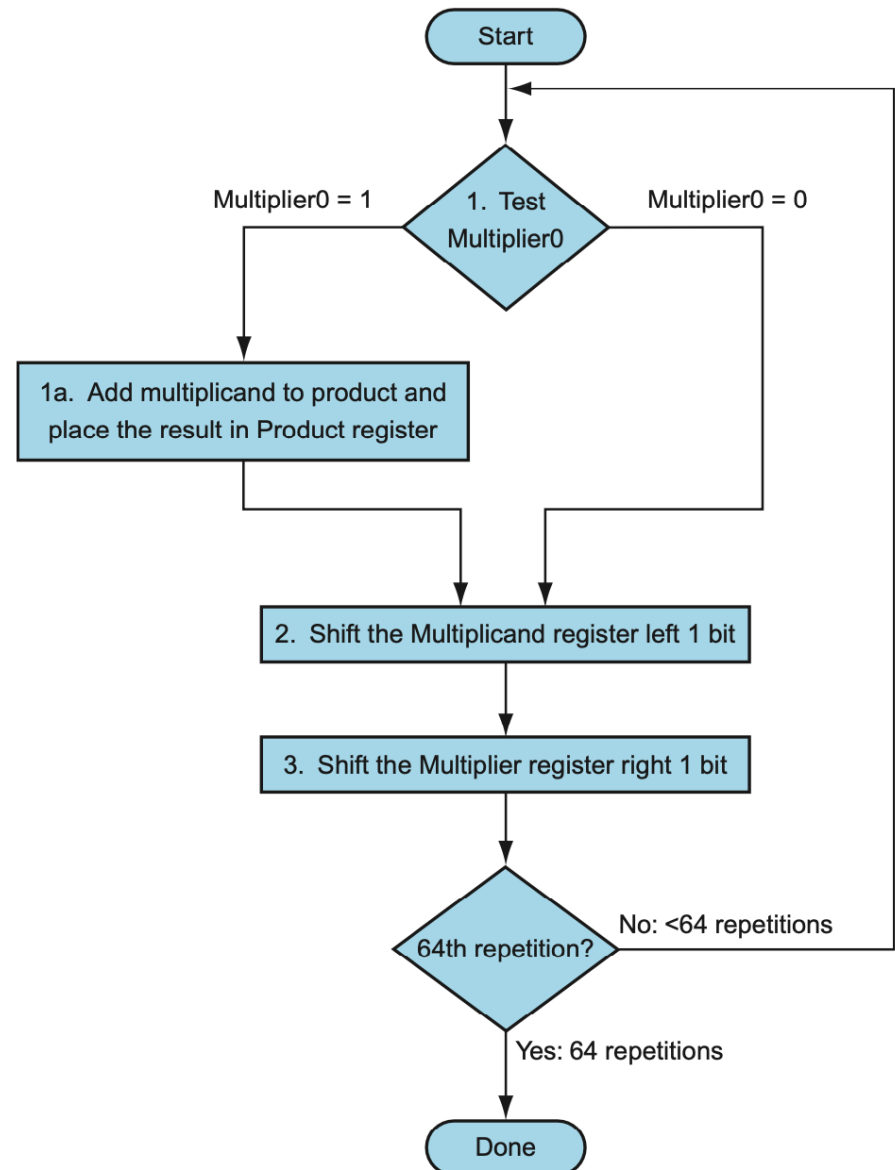 Start
Multiplier0 = 1
1. Test
Multiplier0
Multiplier0 = 0
1a. Add multiplicand to product and
place the result in Product register
2. Shift the Multiplicand register left 1 bit
3. Shift the Multiplier register right 1 bit
64th repetition?
No: <64 repetitions
Yes: 64 repetitions
Done